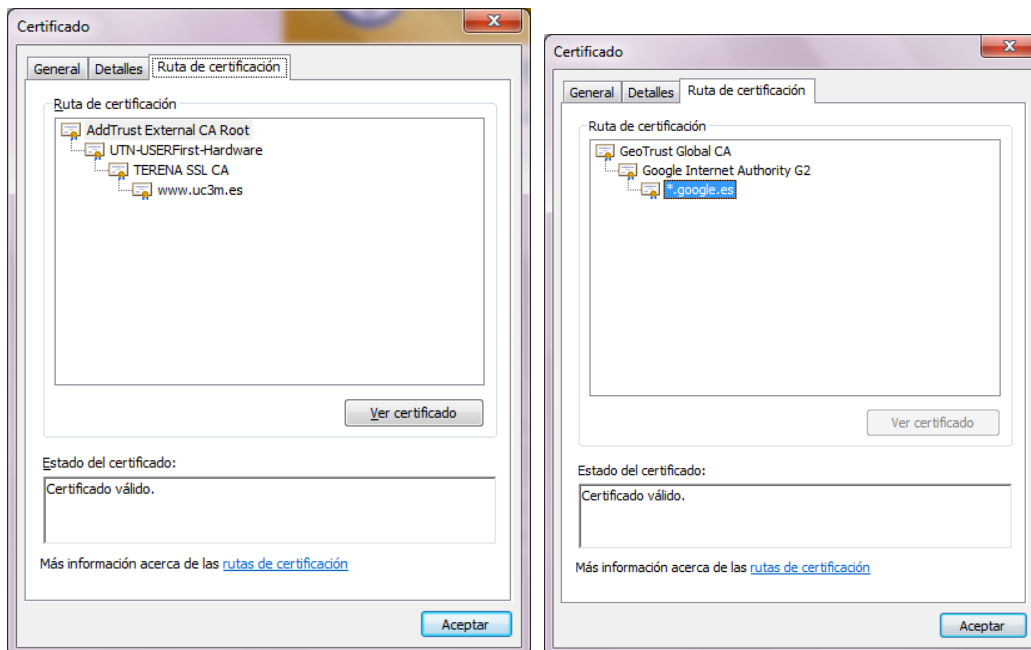 Certificado
General Detalles Ruta de certificación
Ruta de certificación
AddTrust External CA Root
UTN-USERFirst-Hardware
TERENA SSL CA
www.uc3m.es
Ver certificado
Estado del certificado:
Certificado válido.
Más información acerca de las rutas de certificación
Aceptar
Certificado
General Detalles Ruta de certificación
Ruta de certificación
GeoTrust Global CA
Google Internet Authority G2
*.google.es
Ver certificado
Estado del certificado:
Certificado válido.
Más información acerca de las rutas de certificación
Aceptar